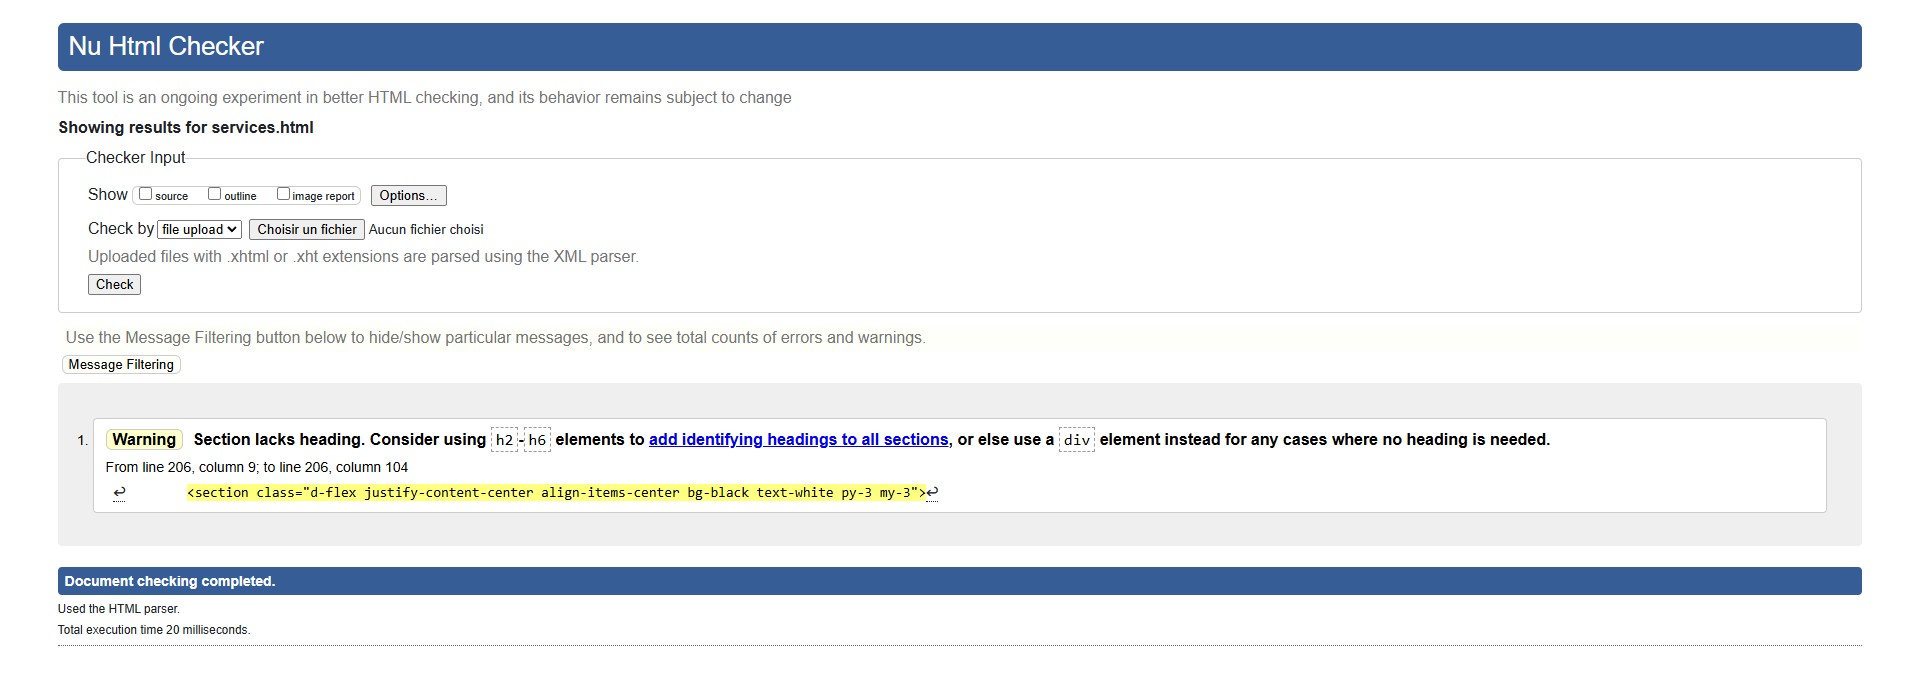 Nu Html Checker
This tool is an ongoing experiment in better HTML checking, and its behavior remains subject to change
Showing results for services.html
Checker Input
Show source outline image report Options...
Check by file upload Choisir un fichier Aucun fichier choisi
Uploaded files with .xhtml or .xht extensions are parsed using the XML parser.
Check
Use the Message Filtering button below to hide/show particular messages, and to see total counts of errors and warnings.
Message Filtering
1. Warning Section lacks heading. Consider using h2-h6 elements to add identifying headings to all sections, or else use a div element instead for any cases where no heading is needed.
From line 206, column 9; to line 206, column 104
↩ <section class="d-flex justify-content-center align-items-center bg-black text-white py-3 my-3">↩
Document checking completed.
Used the HTML parser.
Total execution time 20 milliseconds.